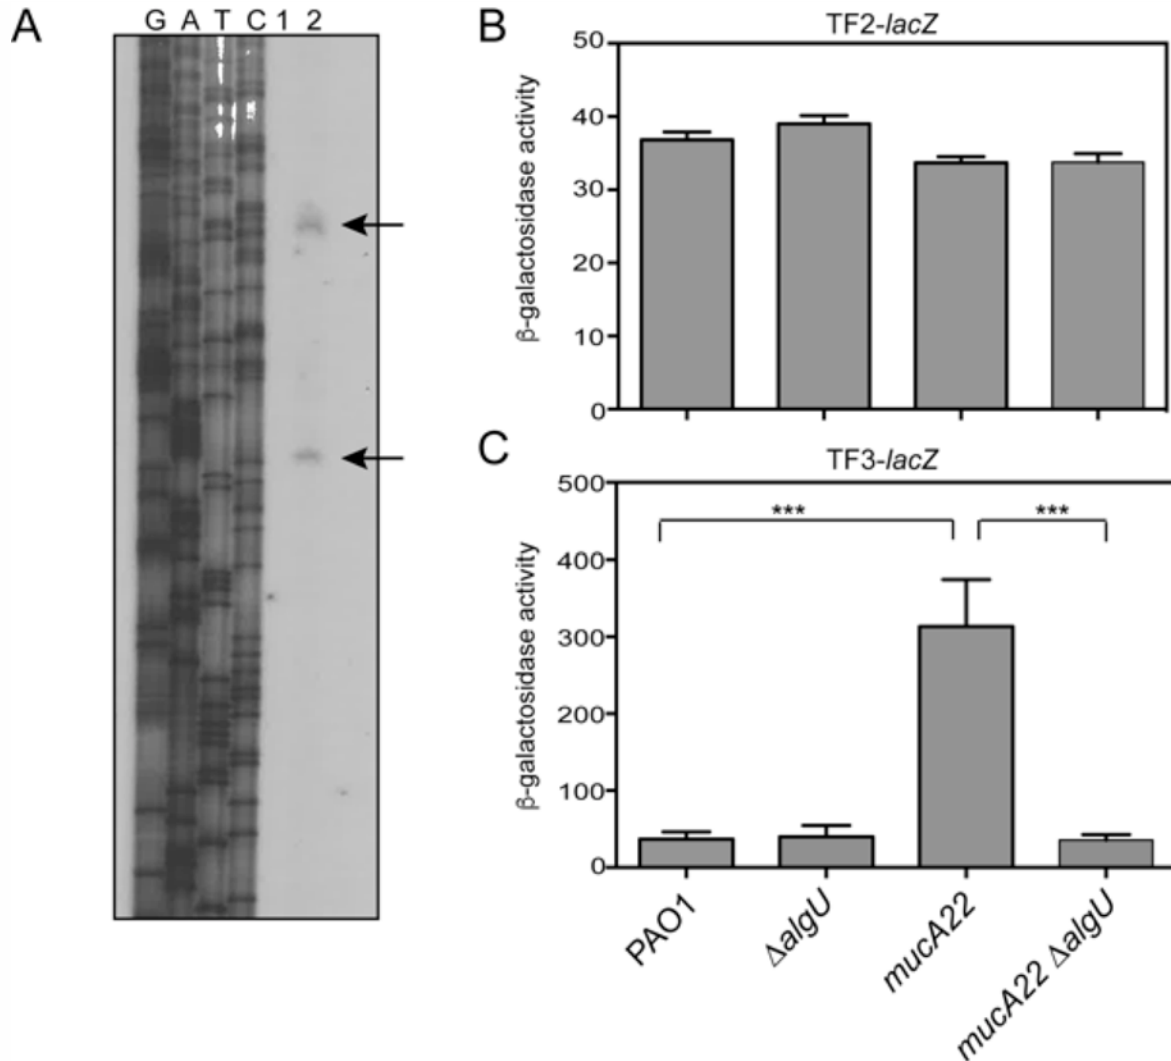 A
G A T C 1 2
B
TF2-lacZ
β-galactosidase activity
50
40
30
20
10
0
C
TF3-lacZ
β-galactosidase activity
500
400
300
200
100
0
***
***
PAO1
ΔalgU
mucA22
mucA22 ΔalgU